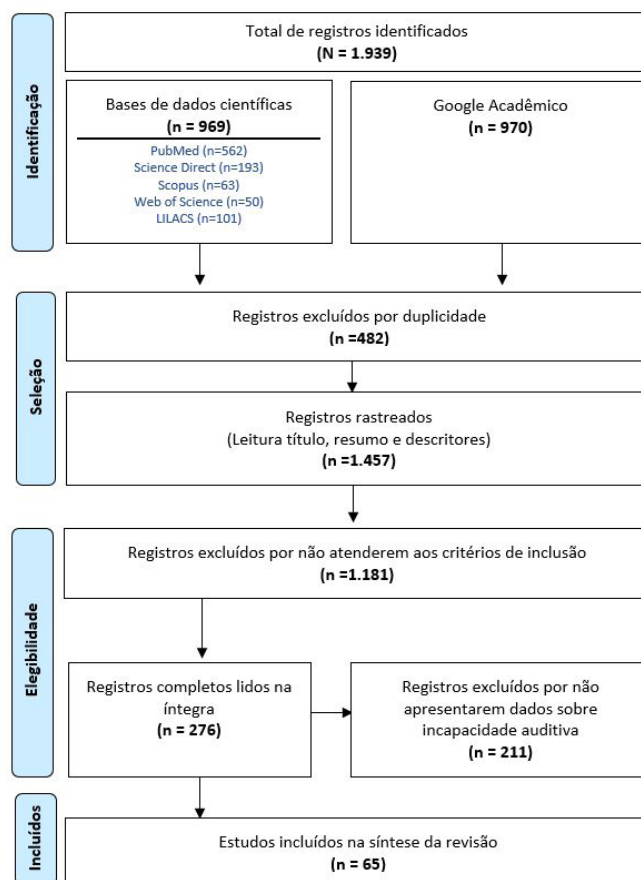 Identificação
Total de registros identificados
(N = 1.939)
Bases de dados científicas
(n = 969)
PubMed (n=562)
Science Direct (n=193)
Scopus (n=63)
Web of Science (n=50)
LILACS (n=101)
Google Acadêmico
(n = 970)
Seleção
Registros excluídos por duplicidade
(n =482)
Registros rastreados
(Leitura título, resumo e descritores)
(n =1.457)
Elegibilidade
Registros excluídos por não atenderem aos critérios de inclusão
(n =1.181)
Registros completos lidos na
íntegra
(n = 276)
Registros excluídos por não
apresentarem dados sobre
incapacidade auditiva
(n = 211)
Incluídos
Estudos incluídos na síntese da revisão
(n = 65)